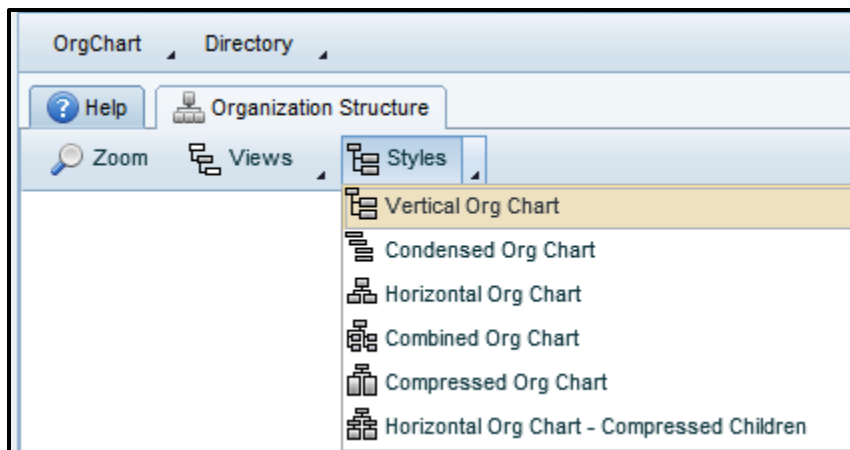 OrgChart Directory
Help Organization Structure
Zoom Views Styles
Vertical Org Chart
Condensed Org Chart
Horizontal Org Chart
Combined Org Chart
Compressed Org Chart
Horizontal Org Chart - Compressed Children